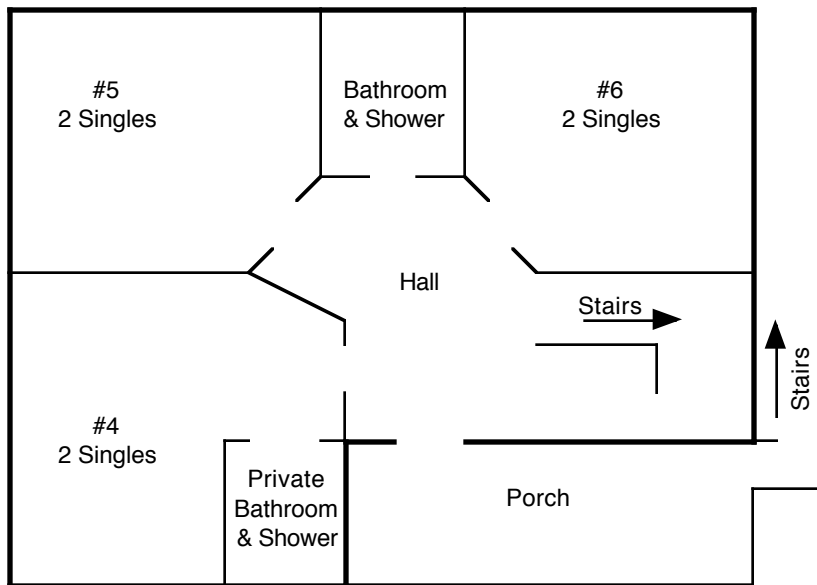 #5
2 Singles
Bathroom
& Shower
#6
2 Singles
Hall
Stairs
Stairs
#4
2 Singles
Private
Bathroom
& Shower
Porch